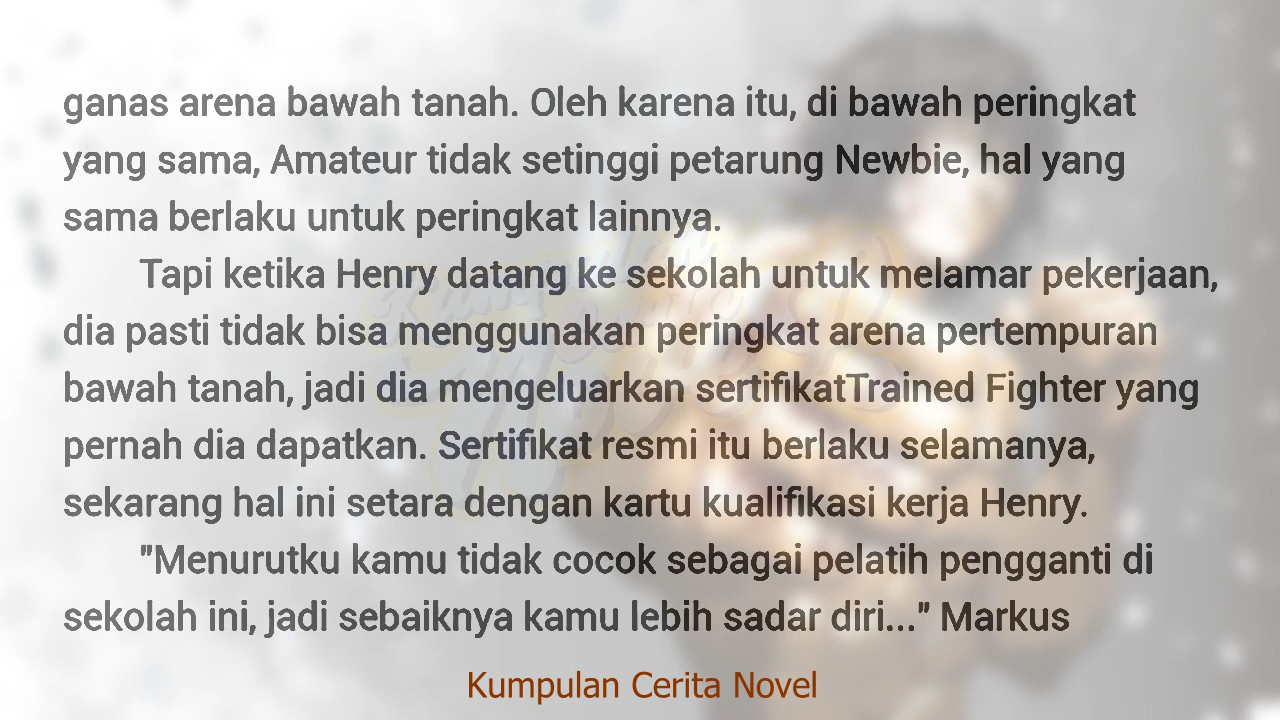 ganas arena bawah tanah. Oleh karena itu, di bawah peringkat
yang sama, Amateur tidak setinggi petarung Newbie, hal yang
sama berlaku untuk peringkat lainnya.
Tapi ketika Henry datang ke sekolah untuk melamar pekerjaan,
dia pasti tidak bisa menggunakan peringkat arena pertempuran
bawah tanah, jadi dia mengeluarkan sertifikatTrained Fighter yang
pernah dia dapatkan. Sertifikat resmi itu berlaku selamanya,
sekarang hal ini setara dengan kartu kualifikasi kerja Henry.
"Menurutku kamu tidak cocok sebagai pelatih pengganti di
sekolah ini, jadi sebaiknya kamu lebih sadar diri..." Markus
Kumpulan Cerita Novel